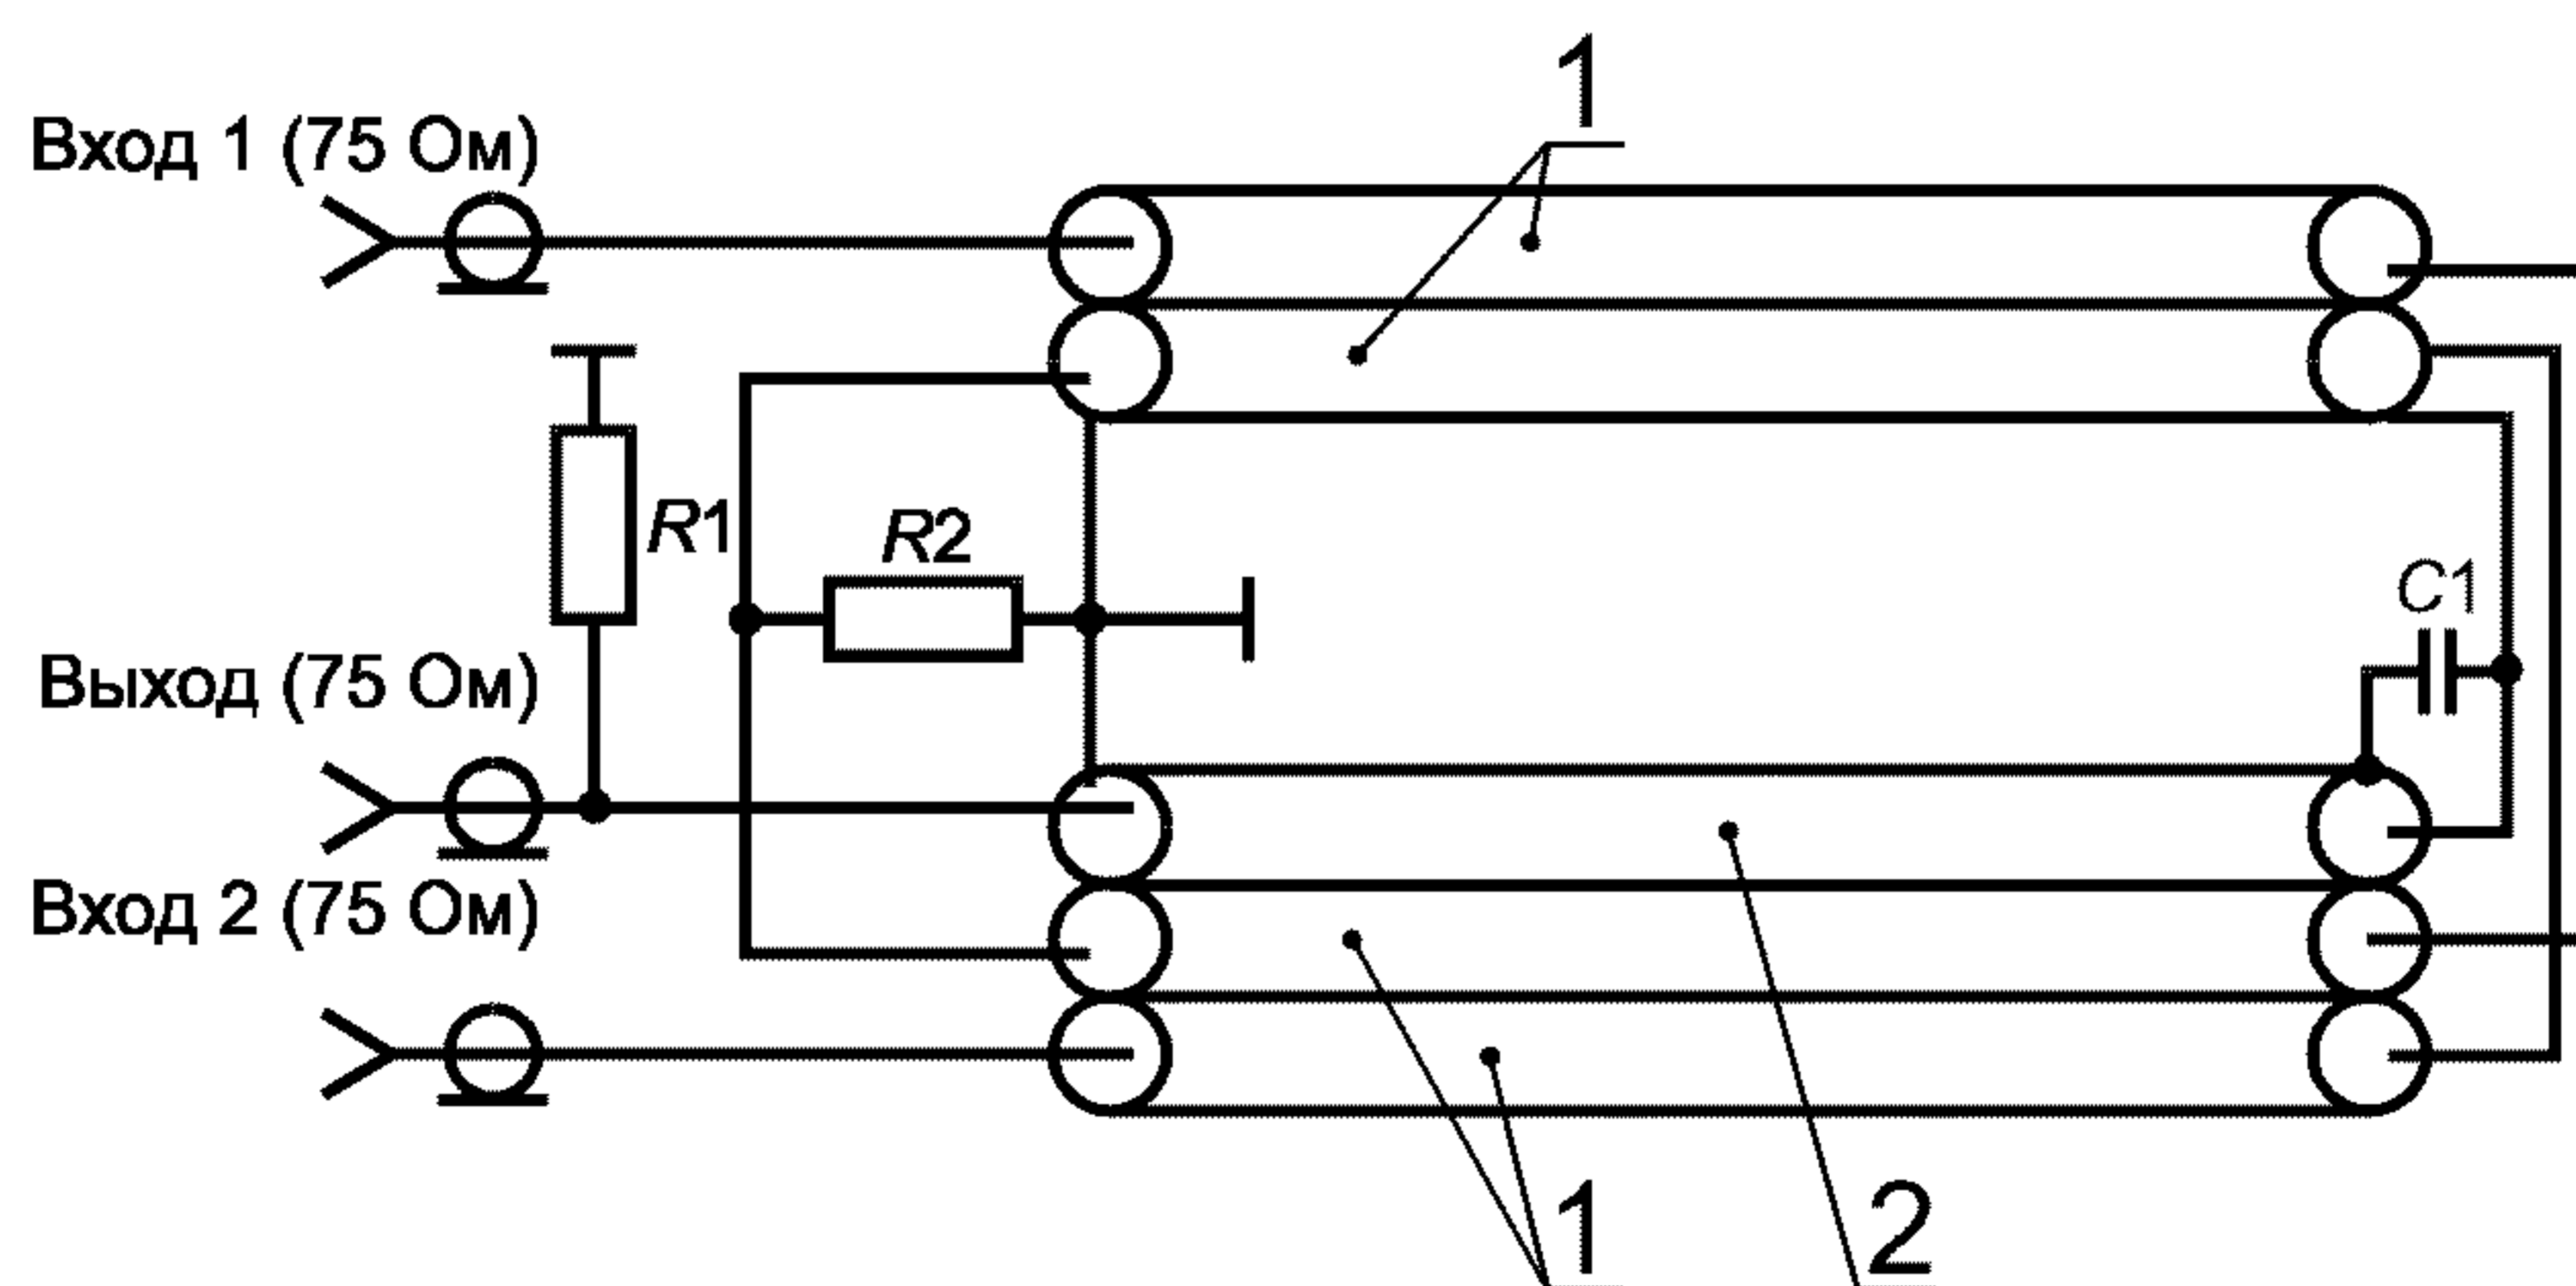 1
Вход 1 (75 Ом)
R1
R2
C1
Выход (75 Ом)
Вход 2 (75 Ом)
1
2